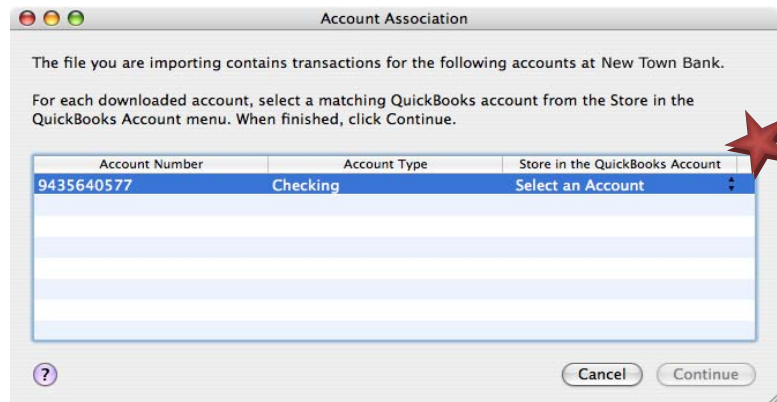 Account Association
The file you are importing contains transactions for the following accounts at New Town Bank.
For each downloaded account, select a matching QuickBooks account from the Store in the
QuickBooks Account menu. When finished, click Continue.
Account Number Account Type Store in the QuickBooks Account
9435640577 Checking Select an Account
? Cancel Continue